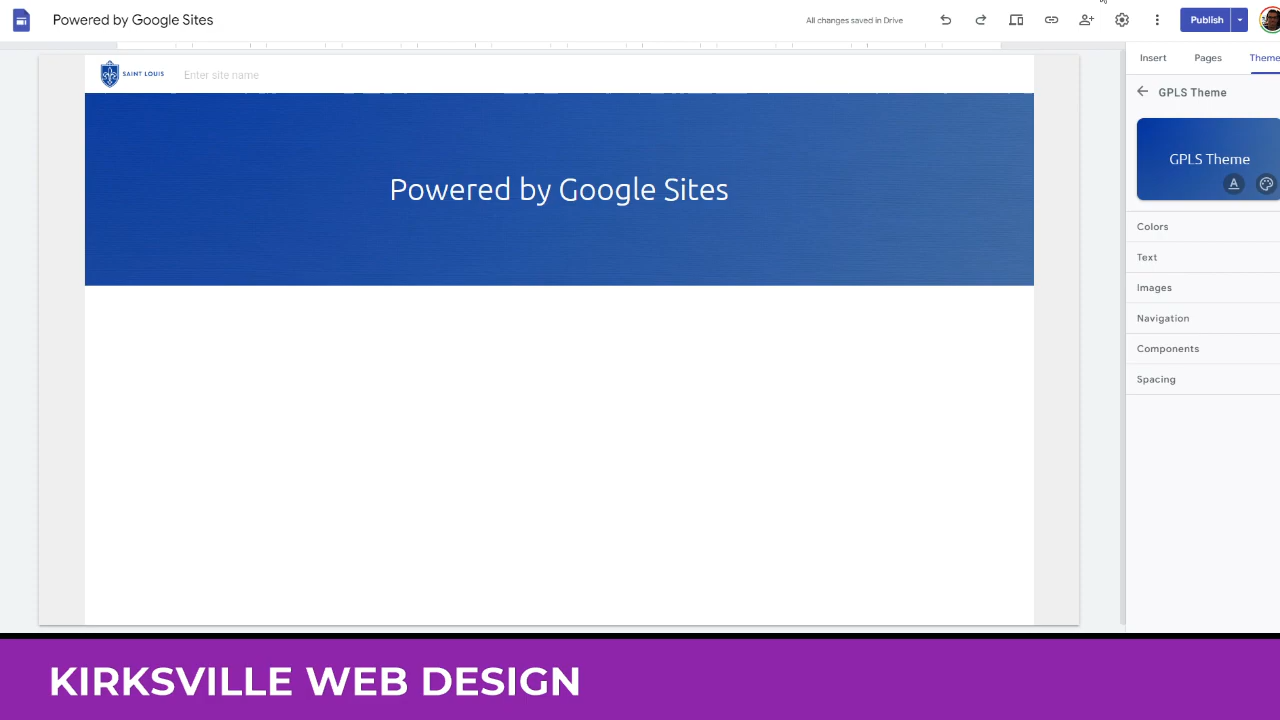 Powered by Google Sites
All changes saved in Drive
Publish
SAINT LOUIS
Enter site name
Powered by Google Sites
Insert
Pages
Theme
GPLS Theme
GPLS Theme
A
Colors
Text
Images
Navigation
Components
Spacing
KIRKSVILLE WEB DESIGN